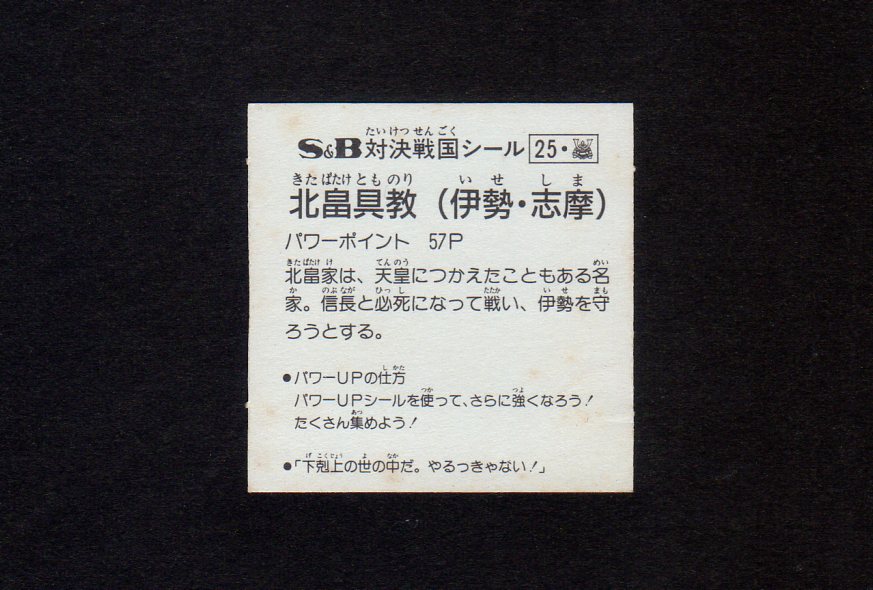 S&B対決戦国シール 25・
北畠具教（伊勢・志摩）
パワーポイント 57P
北畠家は、天皇につかえたこともある名
家。信長と必死になって戦い、伊勢を守
ろうとする。
●パワーUPの仕方
パワーUPシールを使って、さらに強くなろう！
たくさん集めよう！
●「下剋上の世の中だ。やるっきゃない！」